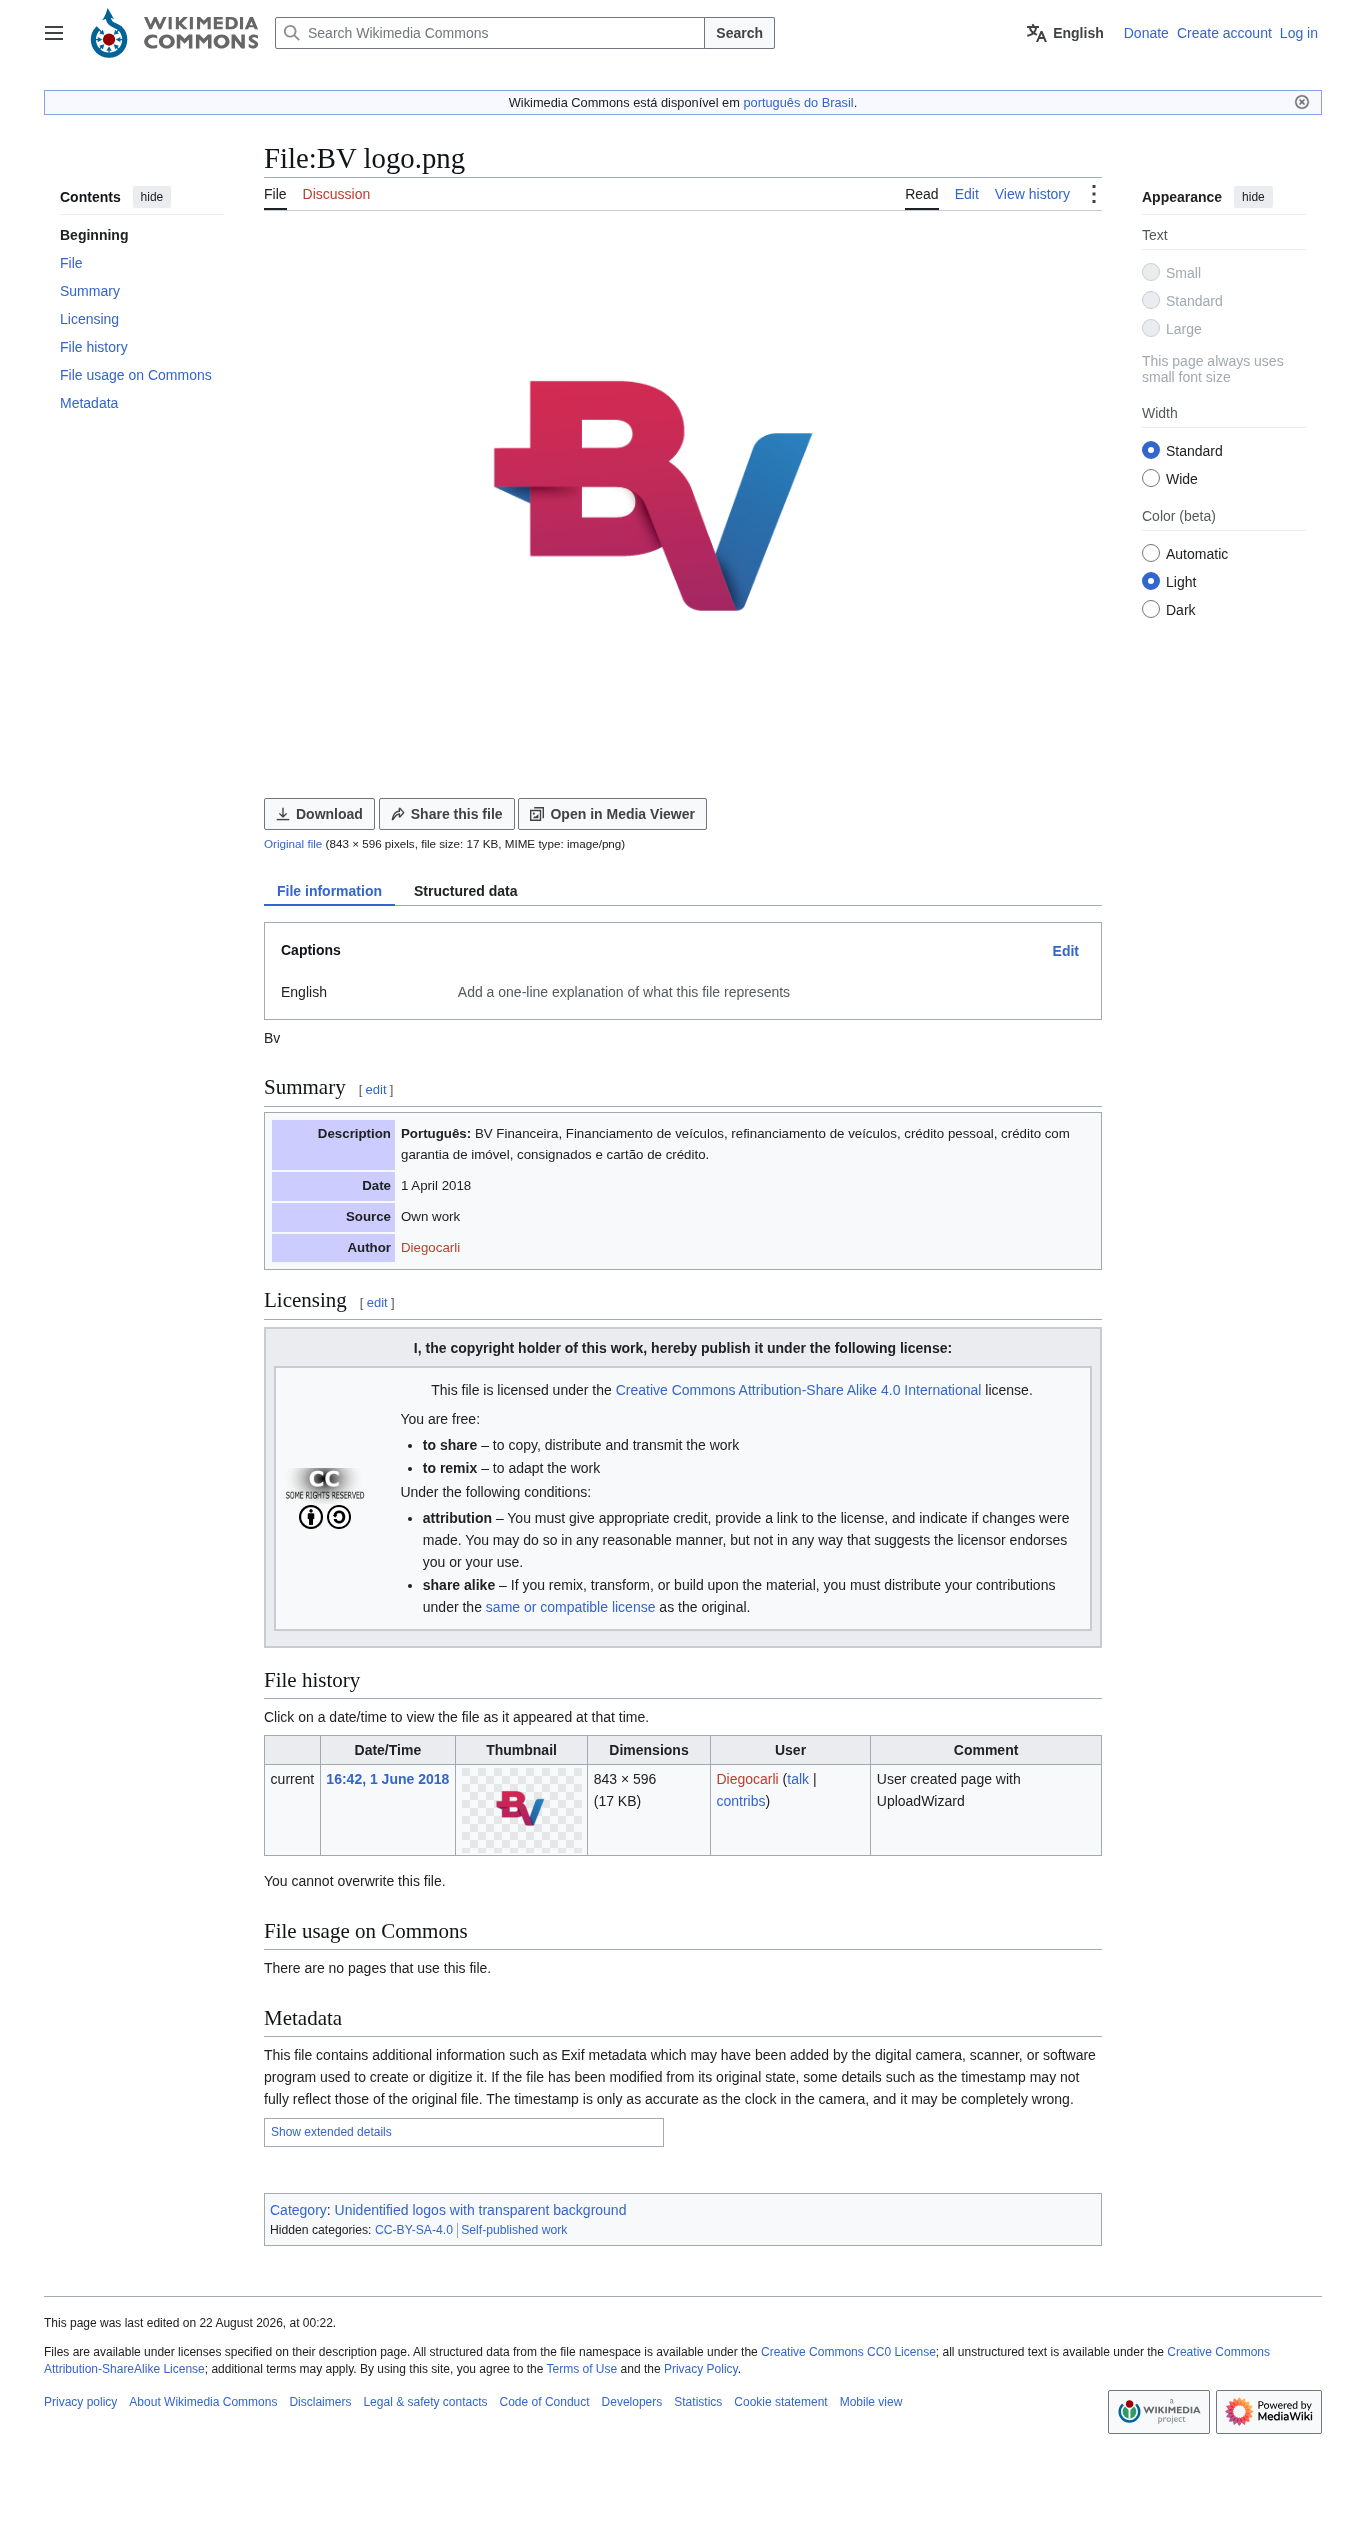 WIKIMEDIA
COMMONS
Search Wikimedia Commons
Search
English
Donate Create account Log in
Wikimedia Commons está disponível em português do Brasil.
File:BV logo.png
Contents hide
Beginning
File
Summary
Licensing
File history
File usage on Commons
Metadata
File Discussion
Read Edit View history
BV
Appearance hide
Text
Small
Standard
Large
This page always uses
small font size
Width
Standard
Wide
Color (beta)
Automatic
Light
Dark
Download Share this file Open in Media Viewer
Original file (843 × 596 pixels, file size: 17 KB, MIME type: image/png)
File information Structured data
Captions Edit
English Add a one-line explanation of what this file represents
Bv
Summary [ edit ]
Description Português: BV Financeira, Financiamento de veículos, refinanciamento de veículos, crédito pessoal, crédito com
garantia de imóvel, consignados e cartão de crédito.
Date 1 April 2018
Source Own work
Author Diegocarli
Licensing [ edit ]
I, the copyright holder of this work, hereby publish it under the following license:
This file is licensed under the Creative Commons Attribution-Share Alike 4.0 International license.
CC
SOME RIGHTS RESERVED
You are free:
• to share – to copy, distribute and transmit the work
• to remix – to adapt the work
Under the following conditions:
• attribution – You must give appropriate credit, provide a link to the license, and indicate if changes were
made. You may do so in any reasonable manner, but not in any way that suggests the licensor endorses
you or your use.
• share alike – If you remix, transform, or build upon the material, you must distribute your contributions
under the same or compatible license as the original.
File history
Click on a date/time to view the file as it appeared at that time.
Date/Time Thumbnail Dimensions User Comment
current 16:42, 1 June 2018 BV 843 × 596 Diegocarli (talk | User created page with
(17 KB) contribs) UploadWizard
You cannot overwrite this file.
File usage on Commons
There are no pages that use this file.
Metadata
This file contains additional information such as Exif metadata which may have been added by the digital camera, scanner, or software
program used to create or digitize it. If the file has been modified from its original state, some details such as the timestamp may not
fully reflect those of the original file. The timestamp is only as accurate as the clock in the camera, and it may be completely wrong.
Show extended details
Category: Unidentified logos with transparent background
Hidden categories: CC-BY-SA-4.0 | Self-published work
This page was last edited on 22 August 2026, at 00:22.
Files are available under licenses specified on their description page. All structured data from the file namespace is available under the Creative Commons CC0 License; all unstructured text is available under the Creative Commons
Attribution-ShareAlike License; additional terms may apply. By using this site, you agree to the Terms of Use and the Privacy Policy.
Privacy policy About Wikimedia Commons Disclaimers Legal & safety contacts Code of Conduct Developers Statistics Cookie statement Mobile view
a
WIKIMEDIA
project
Powered by
MediaWiki